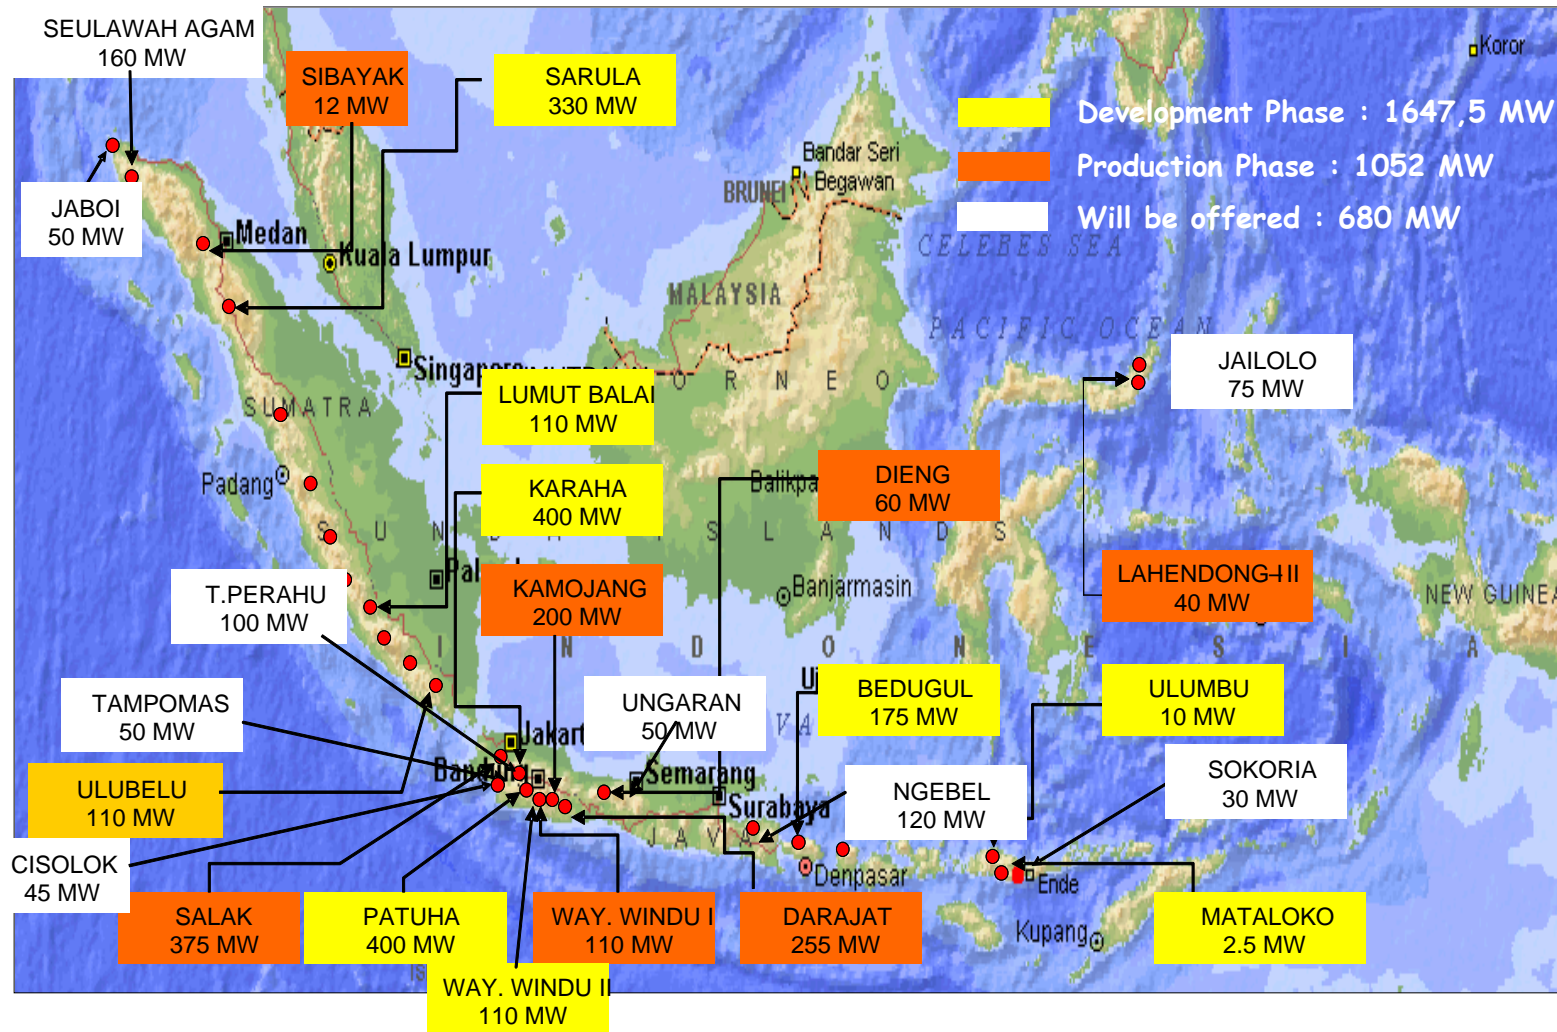 SEULAWAH AGAM
160 MW
SIBAYAK
12 MW
SARULA
330 MW
Koror
Development Phase : 1647,5 MW
Production Phase : 1052 MW
Will be offered : 680 MW
Bandar Seri
Begawan
BRUNEI
JABOI
50 MW
Medan
Kuala Lumpur
CELEBES SEA
MALAYSIA
PACIFIC OCEAN
Singapore
BORNEO
JAILOLO
75 MW
LUMUT BALAI
110 MW
SUMATRA
Padang
KARAHA
400 MW
DIENG
60 MW
SUNDA ISLANDS
KAMOJANG
200 MW
Banjarmasin
LAHENDONG-I II
40 MW
NEW GUINEA
T.PERAHU
100 MW
INDONESIA
TAMPOMAS
50 MW
UNGARAN
50 MW
BEDUGUL
175 MW
ULUMBU
10 MW
Jakarta
Bandung
Semarang
Surabaya
ULUBELU
110 MW
NGEBEL
120 MW
SOKORIA
30 MW
JAVA
CISOLOK
45 MW
Denpasar
Ende
SALAK
375 MW
PATUHA
400 MW
WAY. WINDU I
110 MW
DARAJAT
255 MW
Kupang
MATALOKO
2.5 MW
WAY. WINDU II
110 MW